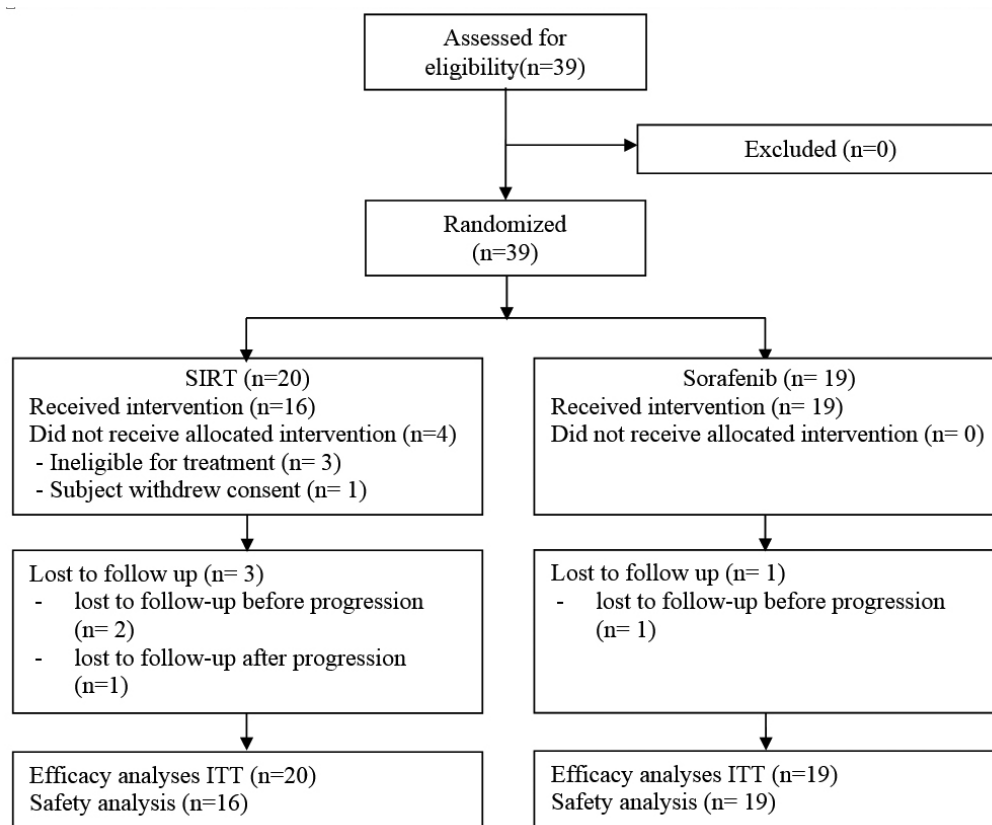 Assessed for
eligibility(n=39)
Excluded (n=0)
Randomized
(n=39)
SIRT (n=20)
Received intervention (n=16)
Did not receive allocated intervention (n=4)
- Ineligible for treatment (n= 3)
- Subject withdrew consent (n= 1)
Sorafenib (n= 19)
Received intervention (n= 19)
Did not receive allocated intervention (n= 0)
Lost to follow up (n= 3)
- lost to follow-up before progression
(n= 2)
- lost to follow-up after progression
(n=1)
Lost to follow up (n= 1)
- lost to follow-up before progression
(n= 1)
Efficacy analyses ITT (n=20)
Safety analysis (n=16)
Efficacy analyses ITT (n=19)
Safety analysis (n= 19)